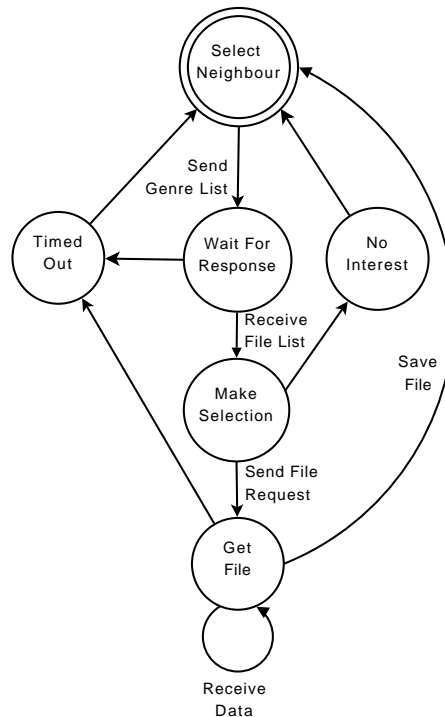 Select
Neighbour
Send
Genre List
Timed
Out
Wait For
Response
No
Interest
Receive
File List
Save
File
Make
Selection
Send File
Request
Get
File
Receive
Data